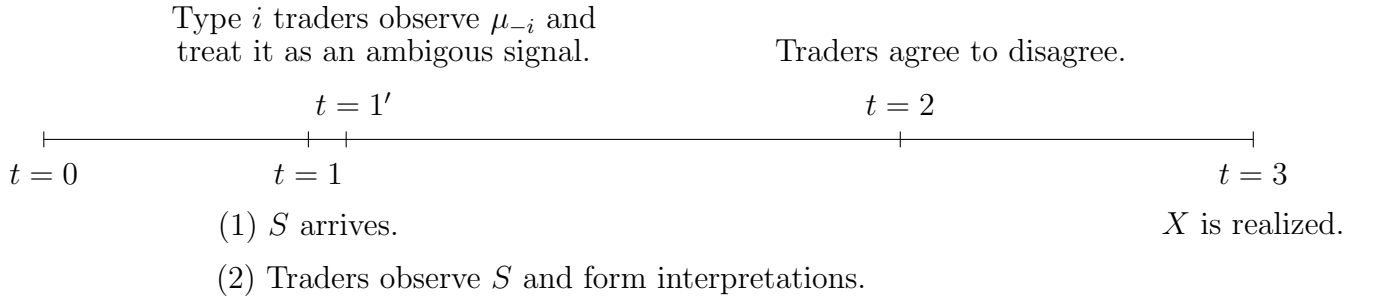 Type i traders observe μ₋ᵢ and
treat it as an ambigous signal.
Traders agree to disagree.
t = 1′
t = 2
t = 0
t = 1
t = 3
(1) S arrives.
X is realized.
(2) Traders observe S and form interpretations.